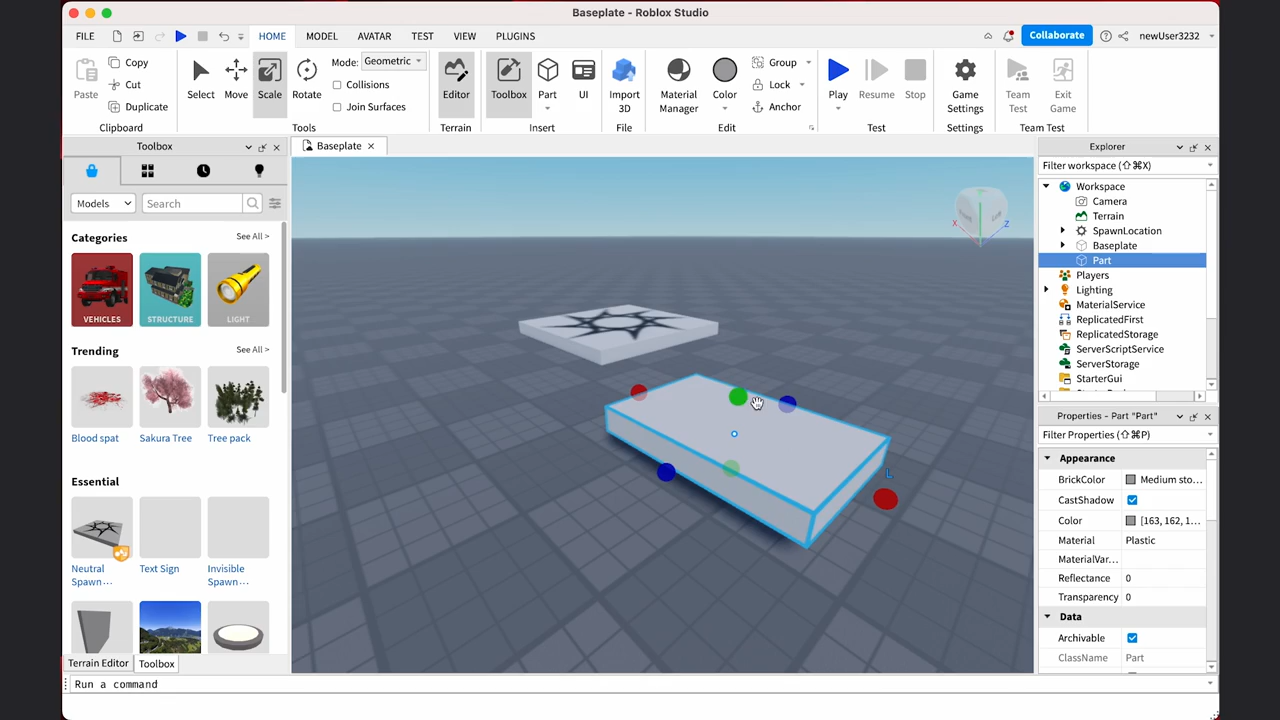 Baseplate - Roblox Studio
FILE HOME MODEL AVATAR TEST VIEW PLUGINS Collaborate newUser3232
Paste Copy Cut Duplicate
Clipboard
Select Move Scale Rotate
Mode: Geometric
Collisions
Join Surfaces
Tools
Editor
Terrain
Toolbox Part UI
Insert
Import 3D
File
Material Manager Color
Group
Lock
Anchor
Edit
Play Resume Stop
Test
Game Settings
Settings
Team Test Exit Game
Team Test
Toolbox
Models Search
Categories See All >
VEHICLES STRUCTURE LIGHT
Trending See All >
Blood spat Sakura Tree Tree pack
Essential
Neutral Spawn··· Text Sign Invisible Spawn···
Terrain Editor Toolbox
Run a command
Baseplate
X Z
L
Explorer
Filter workspace (⇧⌘X)
Workspace
Camera
Terrain
SpawnLocation
Baseplate
Part
Players
Lighting
MaterialService
ReplicatedFirst
ReplicatedStorage
ServerScriptService
ServerStorage
StarterGui
Properties - Part "Part"
Filter Properties (⇧⌘P)
Appearance
BrickColor Medium sto...
CastShadow
Color [163, 162, 1...
Material Plastic
MaterialVar...
Reflectance 0
Transparency 0
Data
Archivable
ClassName Part